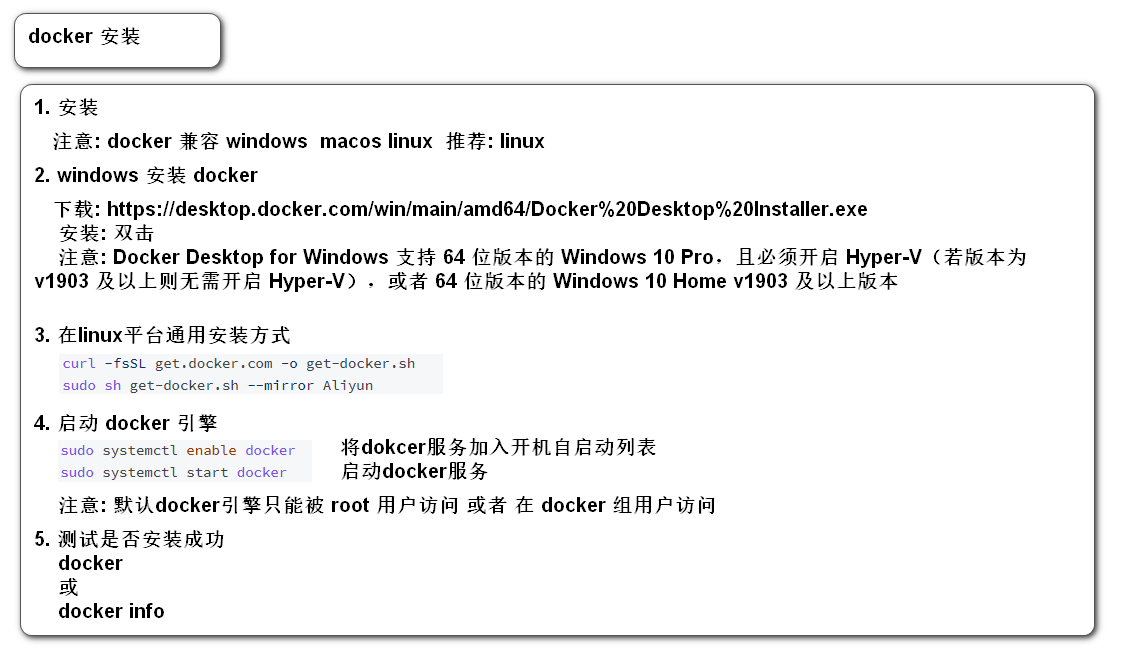 docker 安装
1. 安装
注意: docker 兼容 windows  macos linux  推荐: linux
2. windows 安装 docker
下载: https://desktop.docker.com/win/main/amd64/Docker%20Desktop%20Installer.exe
安装: 双击
注意: Docker Desktop for Windows 支持 64 位版本的 Windows 10 Pro，且必须开启 Hyper-V（若版本为
v1903 及以上则无需开启 Hyper-V），或者 64 位版本的 Windows 10 Home v1903 及以上版本
3. 在linux平台通用安装方式
curl -fsSL get.docker.com -o get-docker.sh
sudo sh get-docker.sh --mirror Aliyun
4. 启动 docker 引擎
sudo systemctl enable docker 将dokcer服务加入开机自启动列表
sudo systemctl start docker 启动docker服务
注意: 默认docker引擎只能被 root 用户访问 或者 在 docker 组用户访问
5. 测试是否安装成功
docker
或
docker info